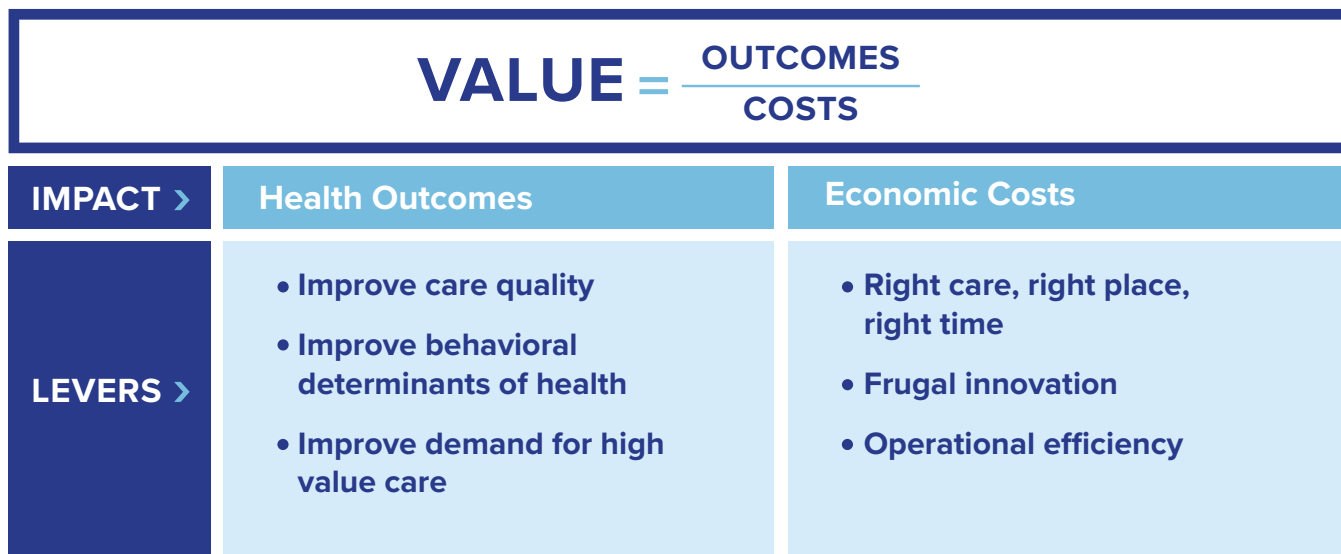 VALUE = OUTCOMES
COSTS
IMPACT › Health Outcomes Economic Costs
LEVERS ›
• Improve care quality
• Improve behavioral
determinants of health
• Improve demand for high
value care
• Right care, right place,
right time
• Frugal innovation
• Operational efficiency